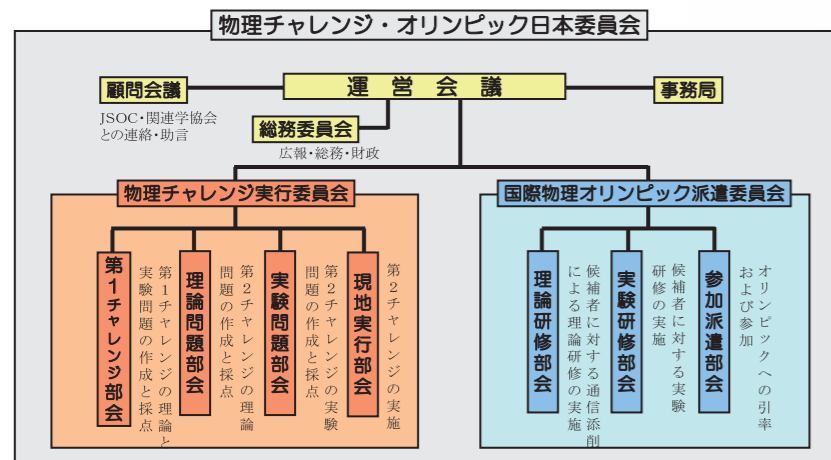 物理チャレンジ・オリンピック日本委員会
顧問会議
運営会議
事務局
JSOC・関連学協会
との連絡・助言
総務委員会
広報・総務・財政
物理チャレンジ実行委員会
国際物理オリンピック派遣委員会
第1チャレンジ部会
第1チャレンジの理論と
実験問題の作成と採点
理論問題部会
第2チャレンジの理論
問題の作成と採点
実験問題部会
第2チャレンジの実験
問題の作成と採点
現地実行部会
第2チャレンジの実施
理論研修部会
候補者に対する通信添削
による理論研修の実施
実験研修部会
候補者に対する実験
研修の実施
参加派遣部会
オリンピックへの引率
および参加